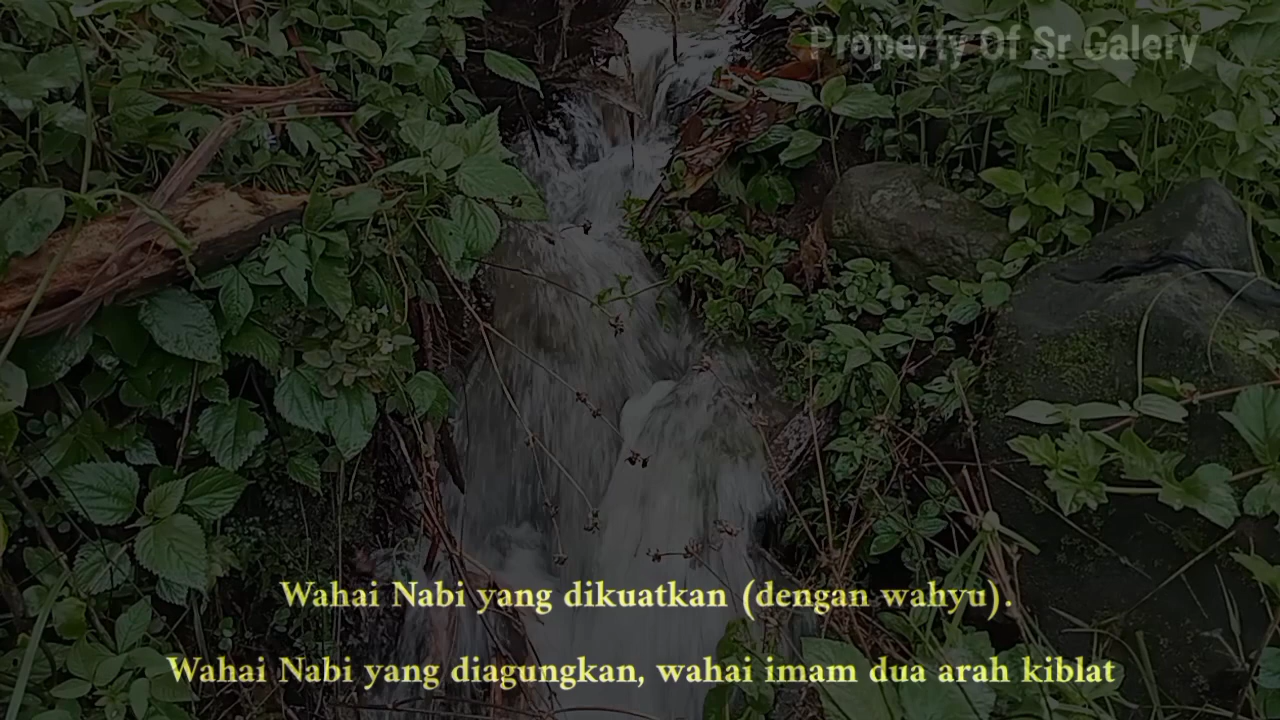 Property Of Sr Galery
Wahai Nabi yang dikuatkan (dengan wahyu).
Wahai Nabi yang diagungkan, wahai imam dua arah kiblat